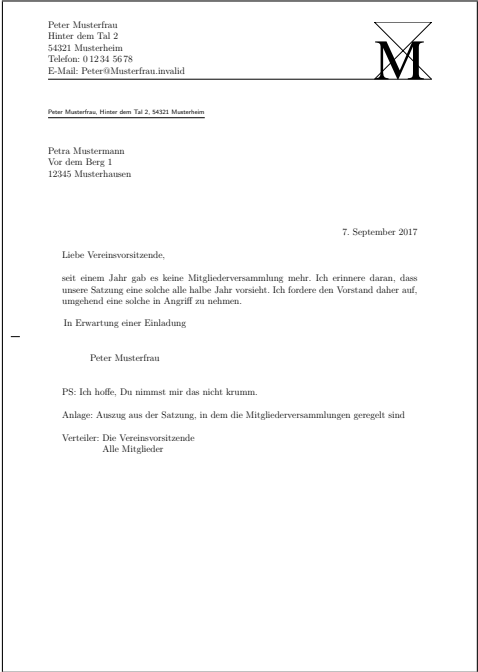 Peter Musterfrau
Hinter dem Tal 2
54321 Musterheim
Telefon: 0 12 34 56 78
E-Mail: Peter@Musterfrau.invalid
M
Peter Musterfrau, Hinter dem Tal 2, 54321 Musterheim
Petra Mustermann
Vor dem Berg 1
12345 Musterhausen
7. September 2017
Liebe Vereinsvorsitzende,
seit einem Jahr gab es keine Mitgliederversammlung mehr. Ich erinnere daran, dass
unsere Satzung eine solche alle halbe Jahr vorsieht. Ich fordere den Vorstand daher auf,
umgehend eine solche in Angriff zu nehmen.
In Erwartung einer Einladung
Peter Musterfrau
PS: Ich hoffe, Du nimmst mir das nicht krumm.
Anlage: Auszug aus der Satzung, in dem die Mitgliederversammlungen geregelt sind
Verteiler: Die Vereinsvorsitzende
Alle Mitglieder